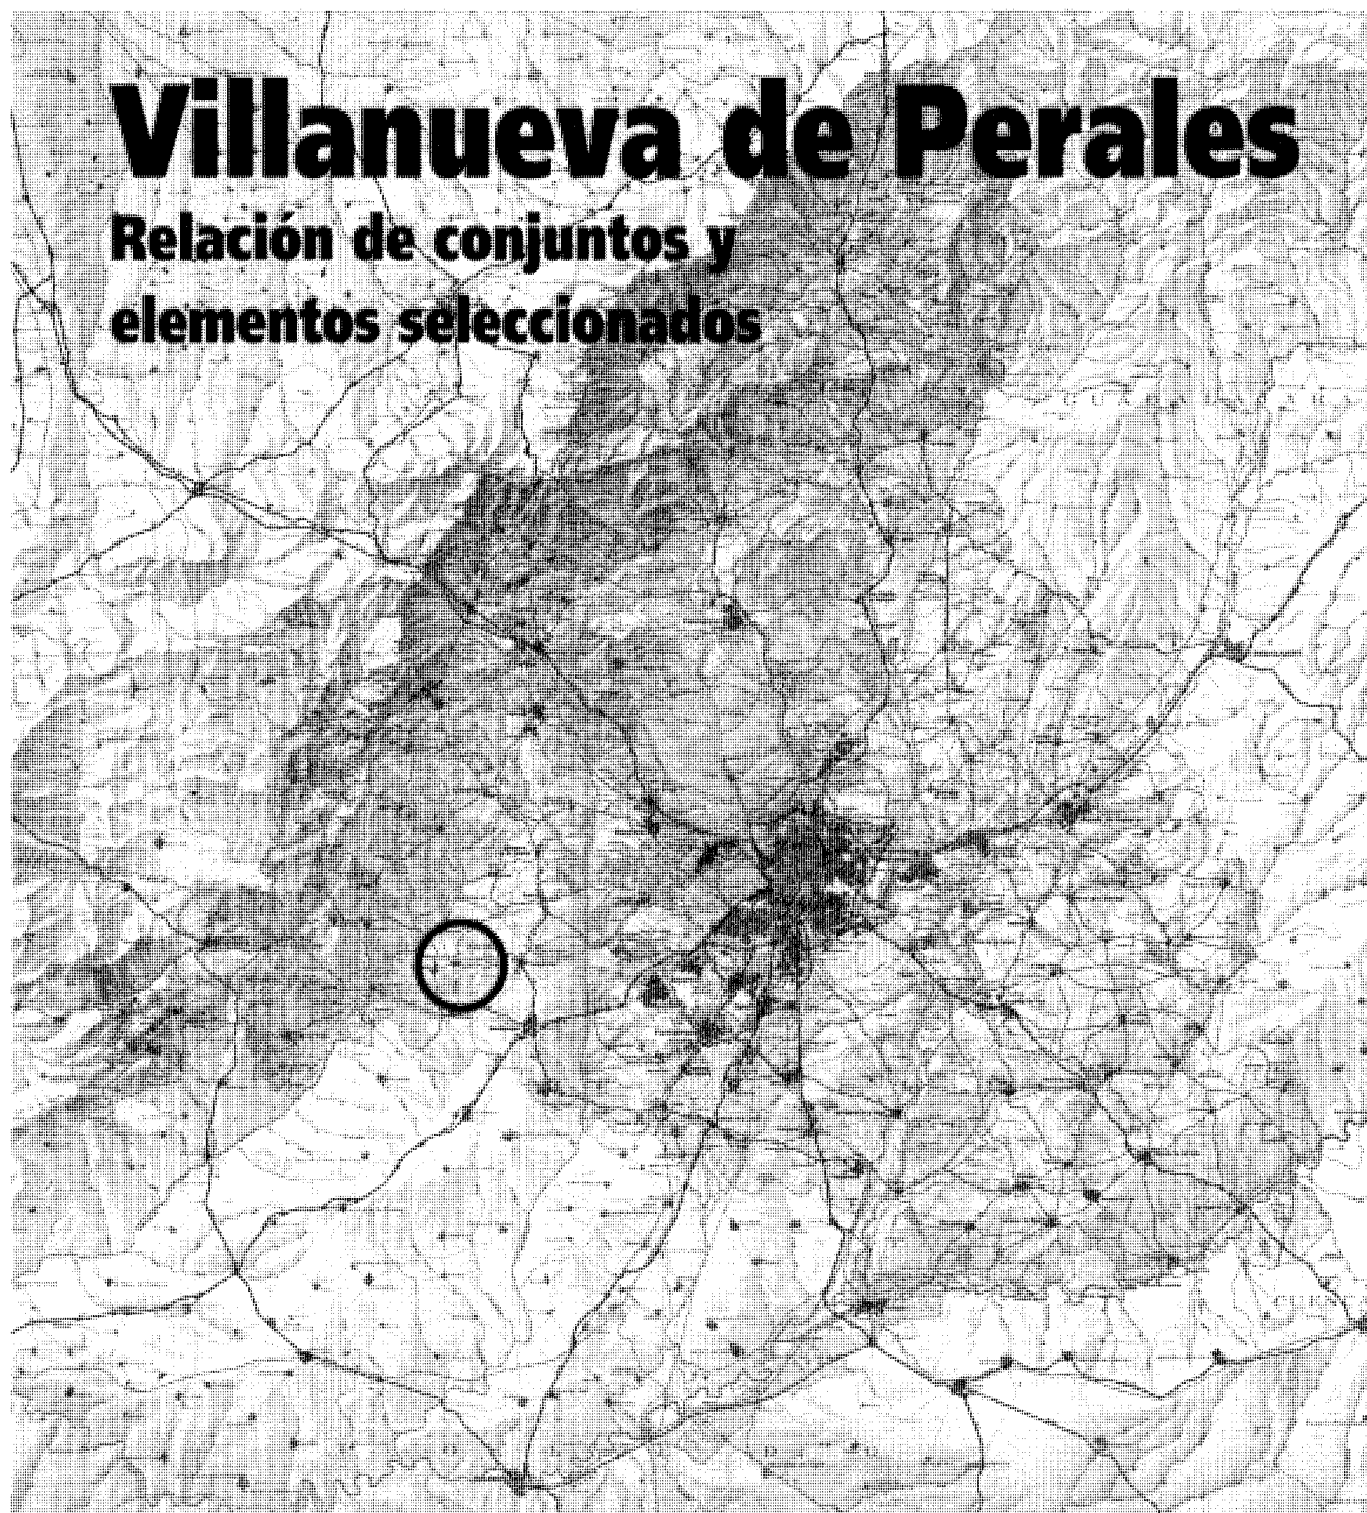 Villanueva de Perales
Relación de conjuntos y
elementos seleccionados